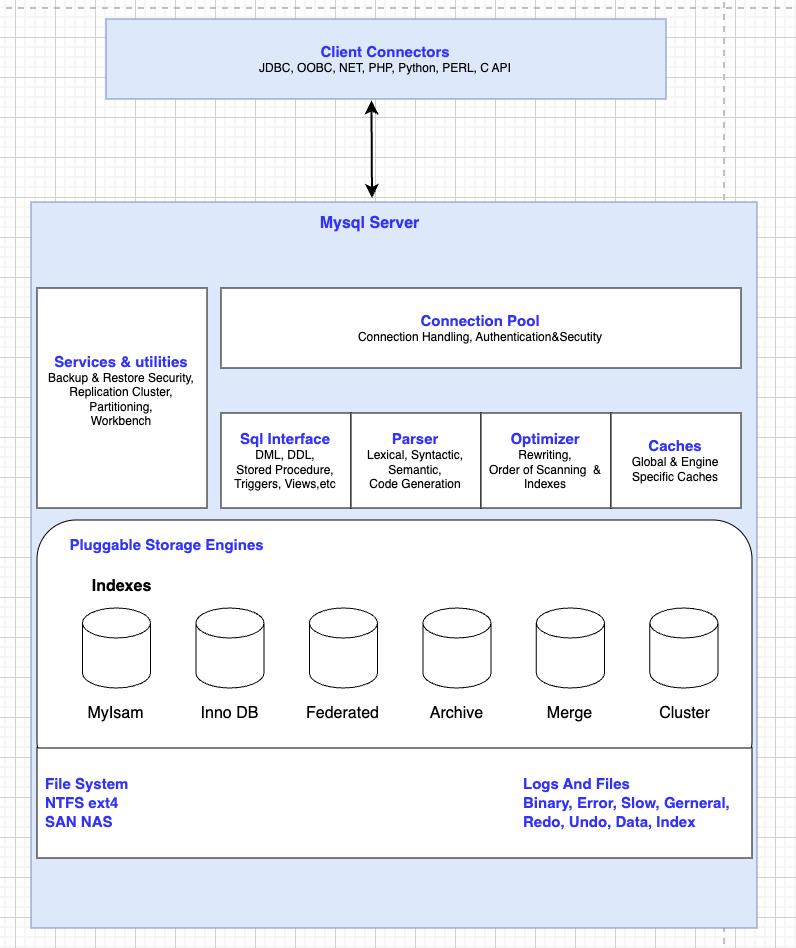 Client Connectors
JDBC, OOBC, NET, PHP, Python, PERL, C API
Mysql Server
Connection Pool
Connection Handling, Authentication&Secutity
Services & utilities
Backup & Restore Security,
Replication Cluster,
Partitioning,
Workbench
Sql Interface
DML, DDL,
Stored Procedure,
Triggers, Views,etc
Parser
Lexical, Syntactic,
Semantic,
Code Generation
Optimizer
Rewriting,
Order of Scanning &
Indexes
Caches
Global & Engine
Specific Caches
Pluggable Storage Engines
Indexes
MyIsam
Inno DB
Federated
Archive
Merge
Cluster
File System
NTFS ext4
SAN NAS
Logs And Files
Binary, Error, Slow, Gerneral,
Redo, Undo, Data, Index